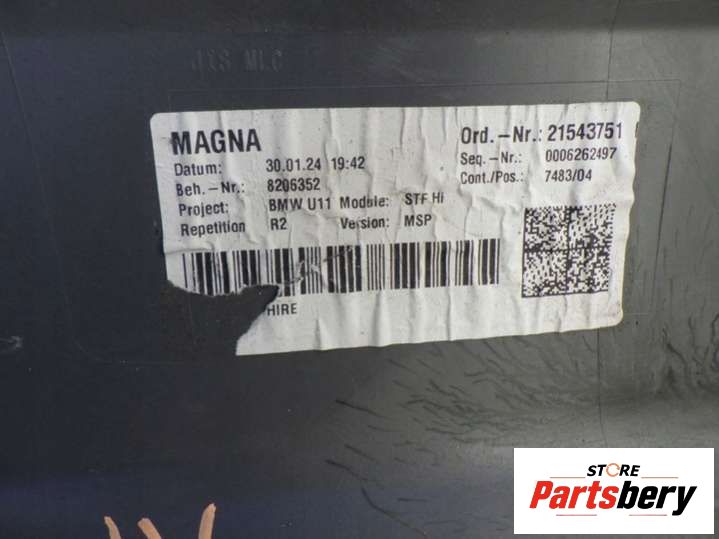 MAGNA
Datum: 30.01.24 19:42
Beh.-Nr.: 8206352
Project: BMW U11 Module: STF Hi
Repetition R2 Version: MSP
Ord.-Nr.: 21543751
Seq.-Nr.: 0006262497
Cont./Pos.: 7483/04
HIRE
STORE
Partsbery